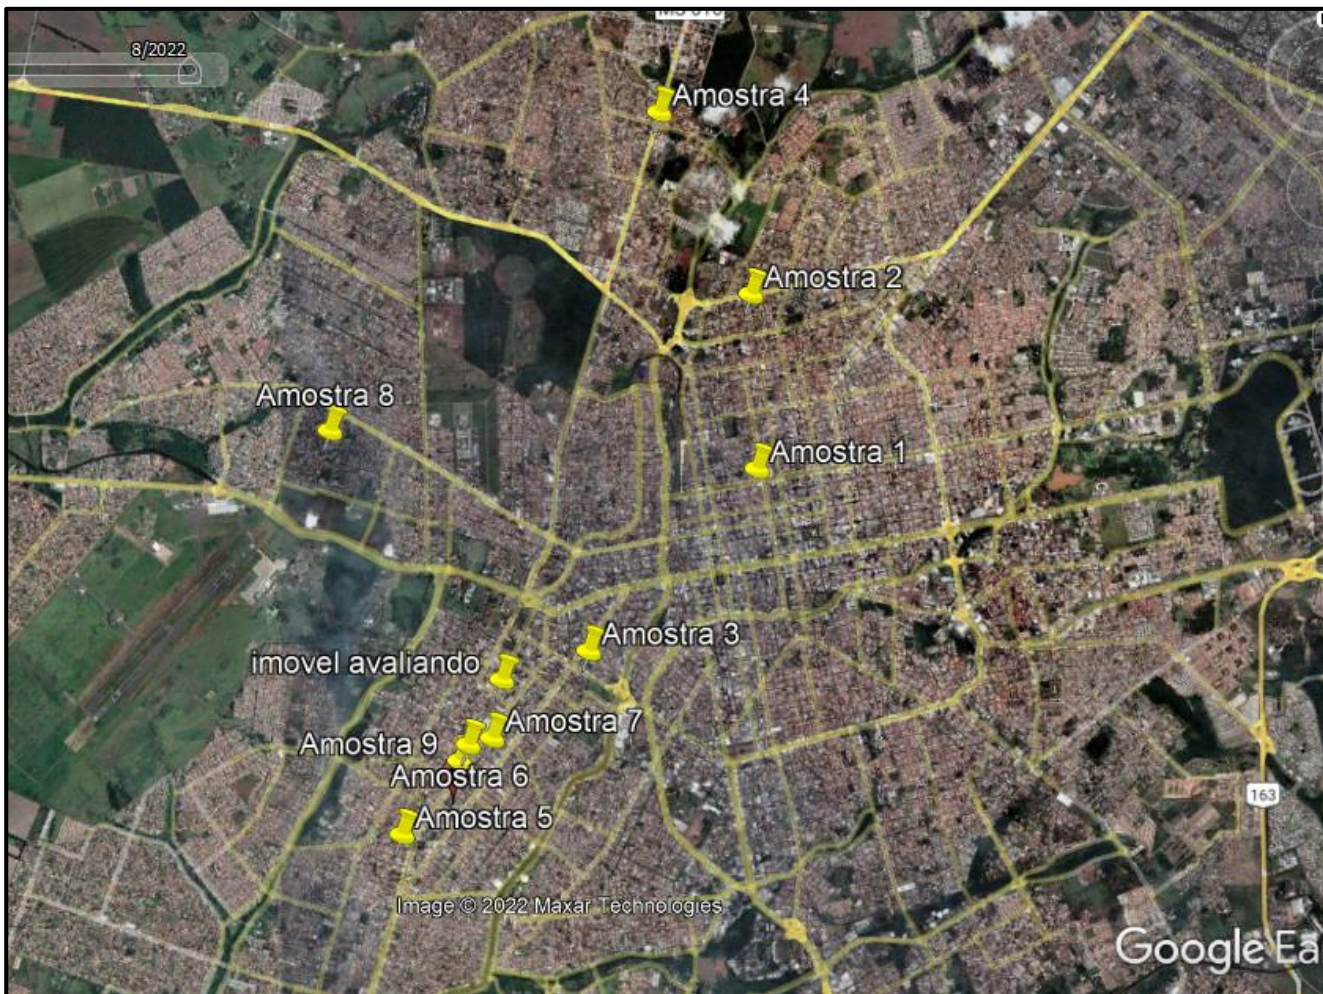 8/2022
Amostra 4
Amostra 2
Amostra 8
Amostra 1
Amostra 3
imovel avaliando
Amostra 7
Amostra 9
Amostra 6
163
Amostra 5
Image © 2022 Maxar Technologies
Google Ea